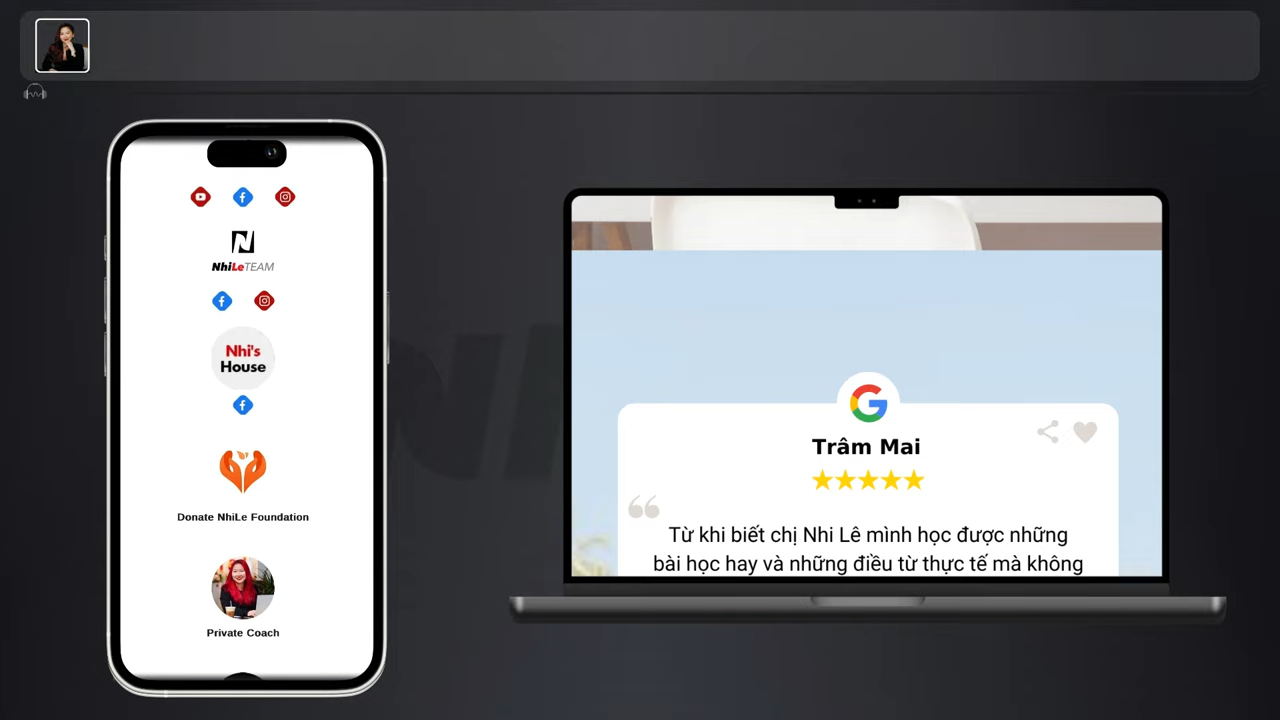 NhiLeTEAM
Nhi's
House
Donate NhiLe Foundation
Private Coach
Trâm Mai
Từ khi biết chị Nhi Lê mình học được những
bài học hay và những điều từ thực tế mà không